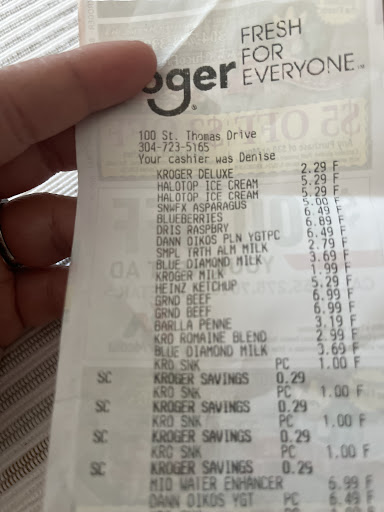 oger
FRESH
FOR
EVERYONE
100 St. Thomas Drive
304-723-5165
Your cashier was Denise
KROGER DELUXE 2.29 F
HALOTOP ICE CREAM 5.29 F
HALOTOP ICE CREAM 5.29 F
SNWFX ASPARAGUS 5.00 F
BLUEBERRIES 6.49 F
DRIS RASPBRY 6.89 F
DANN OIKOS PLN YGTPC 6.49 F
SMPL TRTH ALM MILK 2.79 F
BLUE DIAMOND MILK 3.69 F
KROGER MILK 1.99 F
HEINZ KETCHUP 5.29 F
GRND BEEF 6.99 F
GRND BEEF 6.99 F
BARLLA PENNE 3.19 F
KRO ROMAINE BLEND 2.99 F
BLUE DIAMOND MILK 3.69 F
KRO SNK PC 1.00 F
SC KROGER SAVINGS 0.29
KRO SNK PC 1.00 F
SC KROGER SAVINGS 0.29
KRO SNK PC 1.00 F
SC KROGER SAVINGS 0.29
KRO SNK PC 1.00 F
SC KROGER SAVINGS 0.29
MIO WATER ENHANCER 6.99 F
DANN OIKOS YGT PC 6.49 F